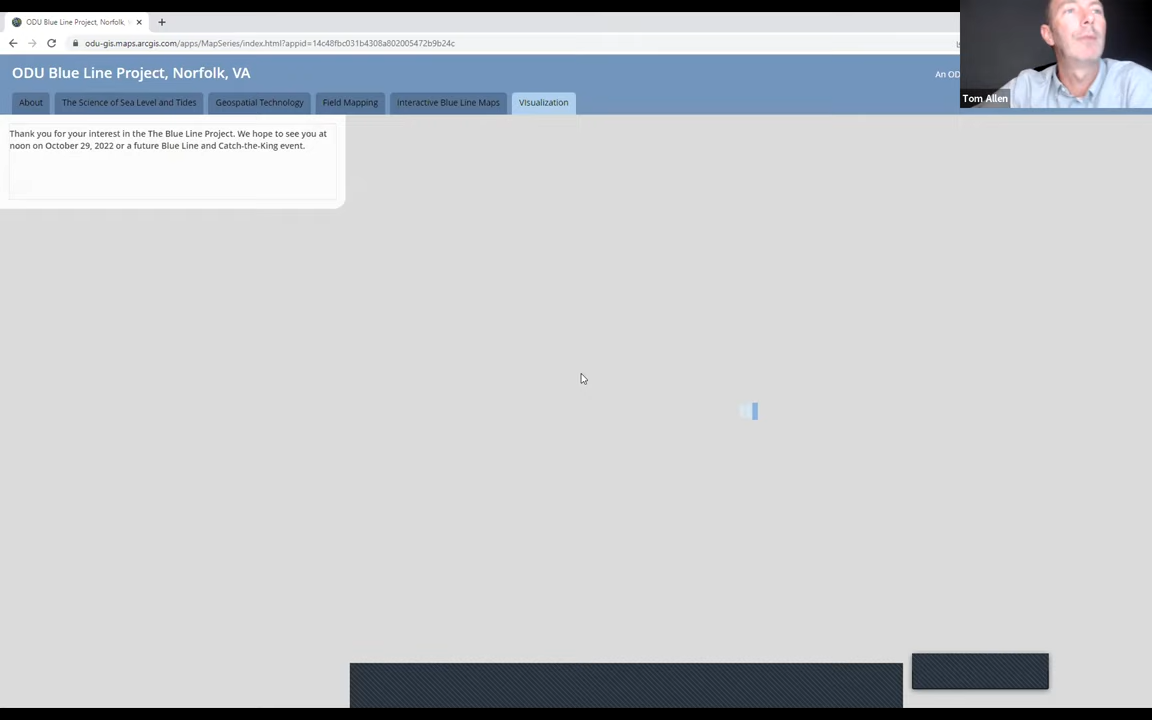 ODU Blue Line Project, Norfolk,
odu-gis.maps.arcgis.com/apps/MapSeries/index.html?appid=14c48fbc031b4308a802005472b9b24c
ODU Blue Line Project, Norfolk, VA
An OD
Tom Allen
About
The Science of Sea Level and Tides
Geospatial Technology
Field Mapping
Interactive Blue Line Maps
Visualization
Thank you for your interest in the The Blue Line Project. We hope to see you at
noon on October 29, 2022 or a future Blue Line and Catch-the-King event.